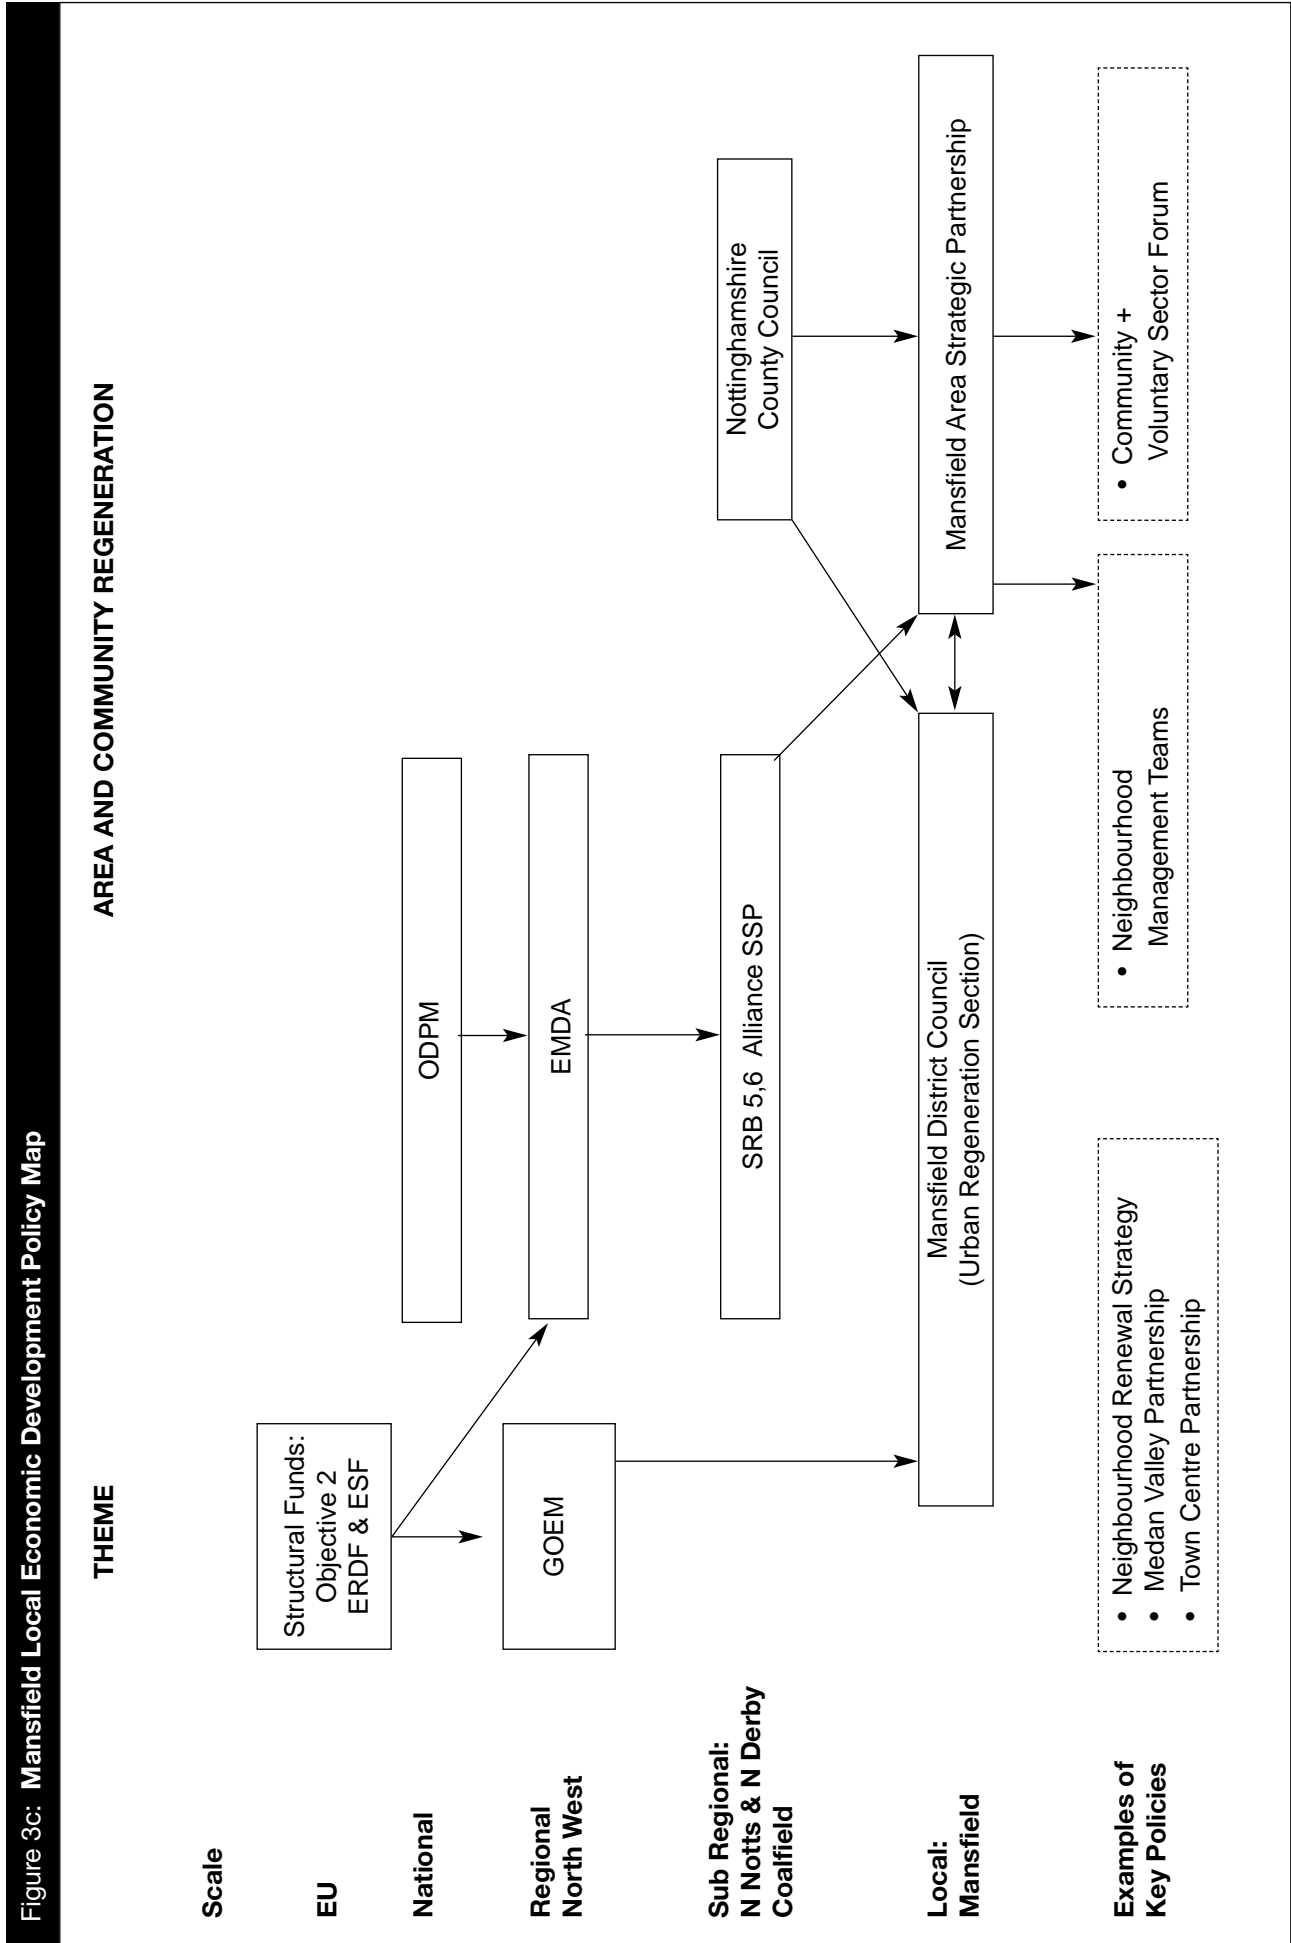 Figure 3c: Mansfield Local Economic Development Policy Map
THEME
AREA AND COMMUNITY REGENERATION
Scale
EU
Structural Funds:
Objective 2
ERDF & ESF
National
ODPM
Regional
North West
GOEM
EMDA
Sub Regional:
N Notts & N Derby
Coalfield
SRB 5,6 Alliance SSP
Nottinghamshire
County Council
Local:
Mansfield
Mansfield District Council
(Urban Regeneration Section)
Mansfield Area Strategic Partnership
Examples of
Key Policies
• Neighbourhood Renewal Strategy
• Medan Valley Partnership
• Town Centre Partnership
• Neighbourhood
Management Teams
• Community +
Voluntary Sector Forum